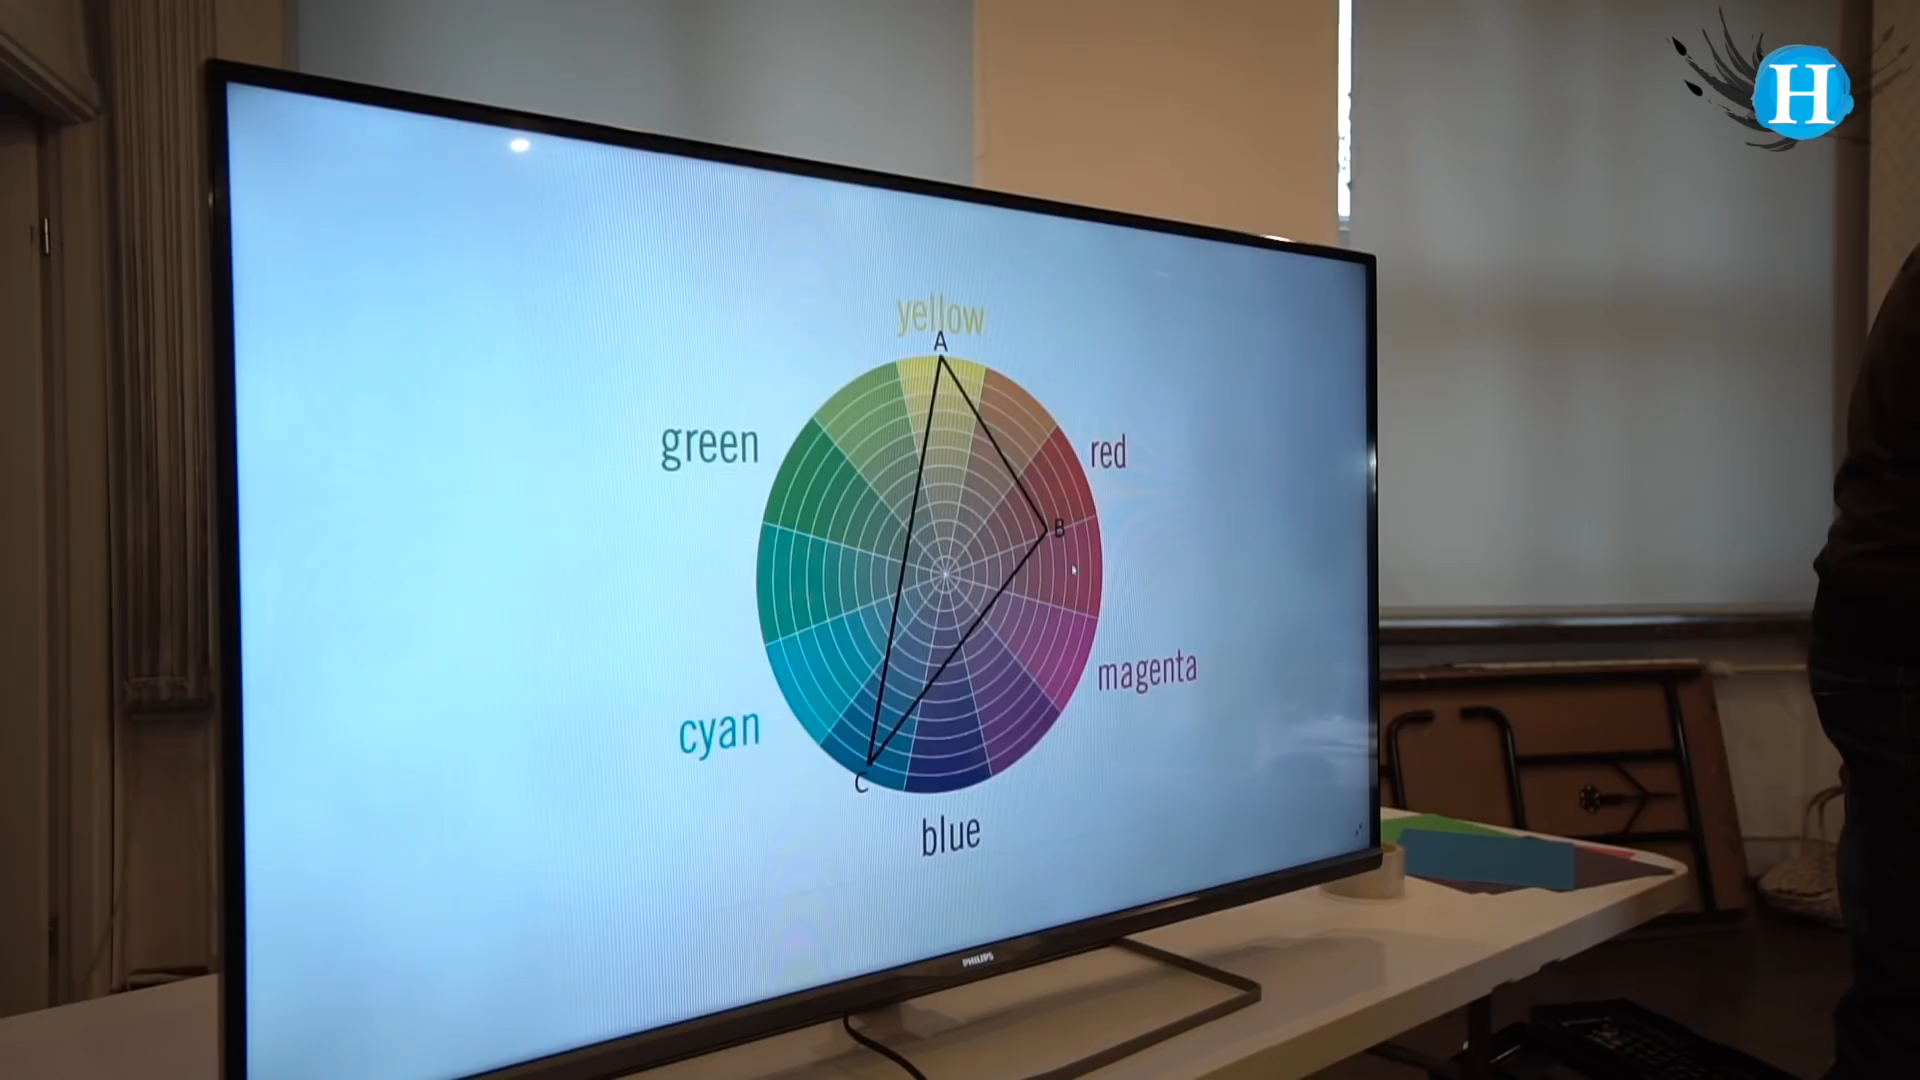 H
yellow
A
green
red
B
magenta
cyan
C
blue
PHILIPS